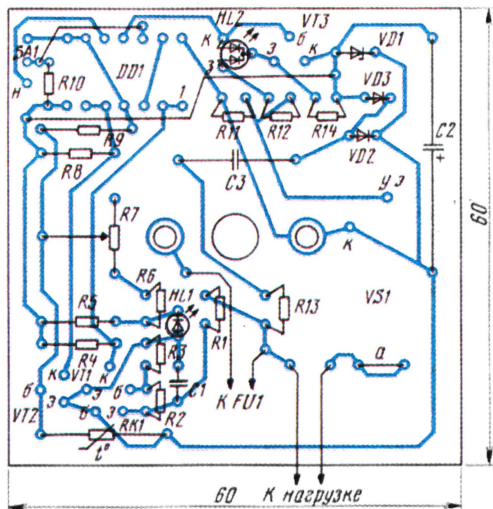 HL2
VT3
SA1
К
б
Э
К
VD1
DD1
З
R10
VD3
н
1
R11
R12
R14
C2
R9
VD2
+
R8
C3
УЭ
R7
60
К
R6
HL1
R13
VS1
R5
R1
R4
R3
a
К
VT1
К
б
Э
б
C1
К FU1
VT2
б
Э
Э
R2
RK1
t°
60
К нагрузке